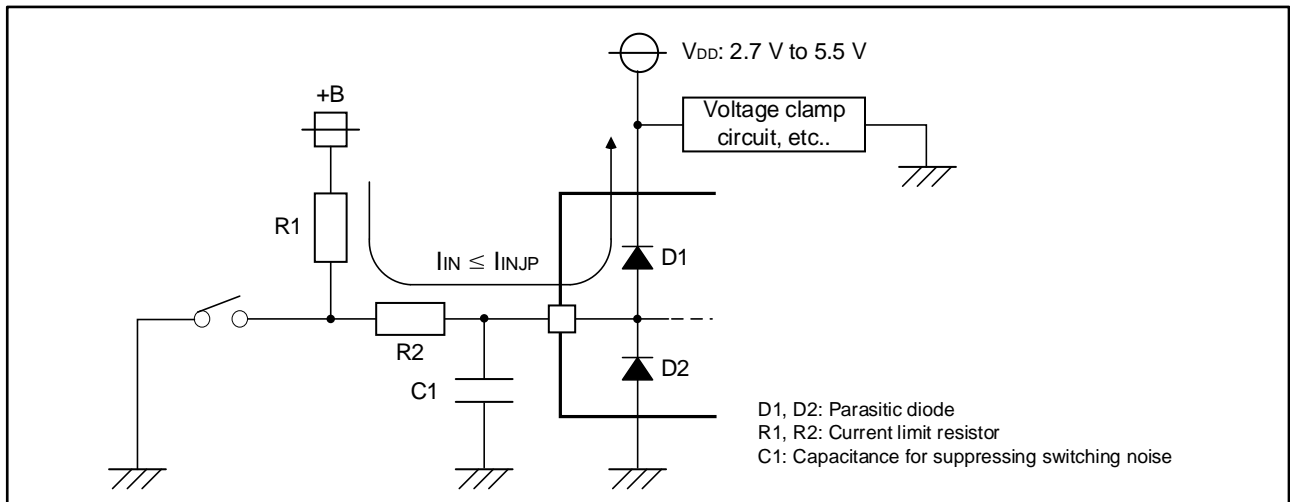 VDD: 2.7 V to 5.5 V
+B
Voltage clamp
circuit, etc..
R1
IIN ≤ IINJP
D1
R2
D2
C1
D1, D2: Parasitic diode
R1, R2: Current limit resistor
C1: Capacitance for suppressing switching noise